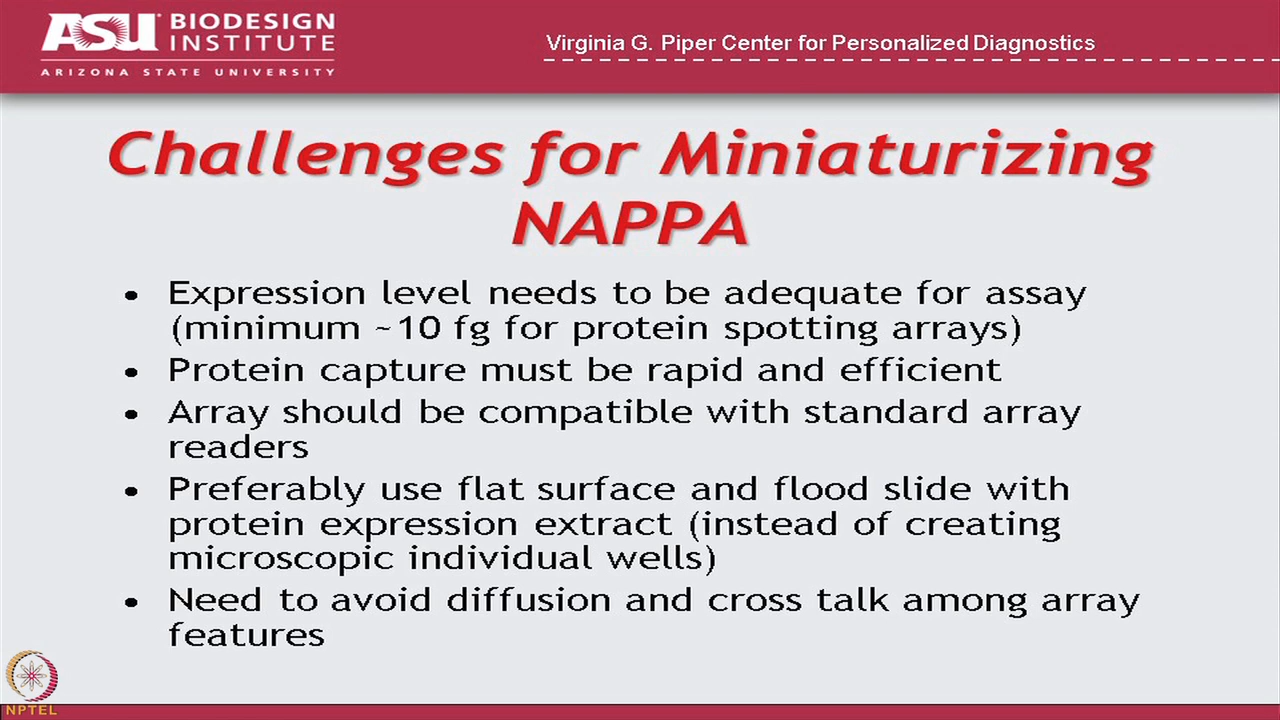 ASU BIODESIGN
INSTITUTE
ARIZONA STATE UNIVERSITY
Virginia G. Piper Center for Personalized Diagnostics
Challenges for Miniaturizing
NAPPA
• Expression level needs to be adequate for assay
(minimum ~10 fg for protein spotting arrays)
• Protein capture must be rapid and efficient
• Array should be compatible with standard array
readers
• Preferably use flat surface and flood slide with
protein expression extract (instead of creating
microscopic individual wells)
• Need to avoid diffusion and cross talk among array
features
NPTEL